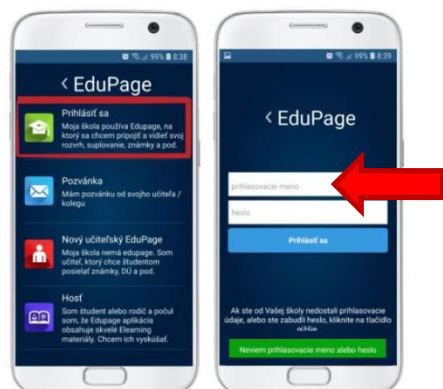 99% 8:38
< EduPage
Prihlásiť sa
Moja škola používa Edupage, na
ktorý sa chcem pripojiť a vidieť svoj
rozvrh, suplovanie, známky a pod.
Pozvánka
Mám pozvánku od svojho učiteľa /
kolegu
Nový učiteľský EduPage
Moja škola nemá edupage. Som
učiteľ, ktorý chce študentom
posielať známky, DÚ a pod.
Hosť
Som študent alebo rodič a počul
som, že Edupage aplikácia
obsahuje skvelé Elearning
materiály. Chcem ich vyskúšať.
99% 8:39
< EduPage
prihlasovacie meno
heslo
Prihlásiť sa
Ak ste od Vašej školy nedostali prihlasovacie
údaje, alebo ste zabudli heslo, kliknite na tlačidlo
nižšie
Neviem prihlasovacie meno alebo heslo